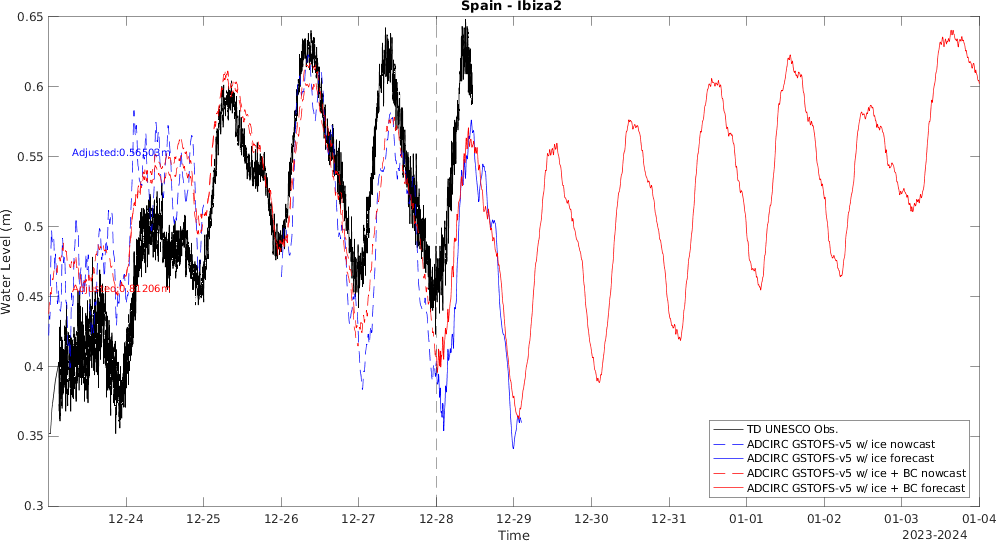 Spain - Ibiza2
0.65
0.6
0.55
0.5
0.45
0.4
0.35
0.3
Water Level (m)
Adjusted:0.56503m
Adjusted:0.61206m
TD UNESCO Obs.
ADCIRC GSTOFS-v5 w/ ice nowcast
ADCIRC GSTOFS-v5 w/ ice forecast
ADCIRC GSTOFS-v5 w/ ice + BC nowcast
ADCIRC GSTOFS-v5 w/ ice + BC forecast
12-24 12-25 12-26 12-27 12-28 12-29 12-30 12-31 01-01 01-02 01-03 01-04
Time
2023-2024